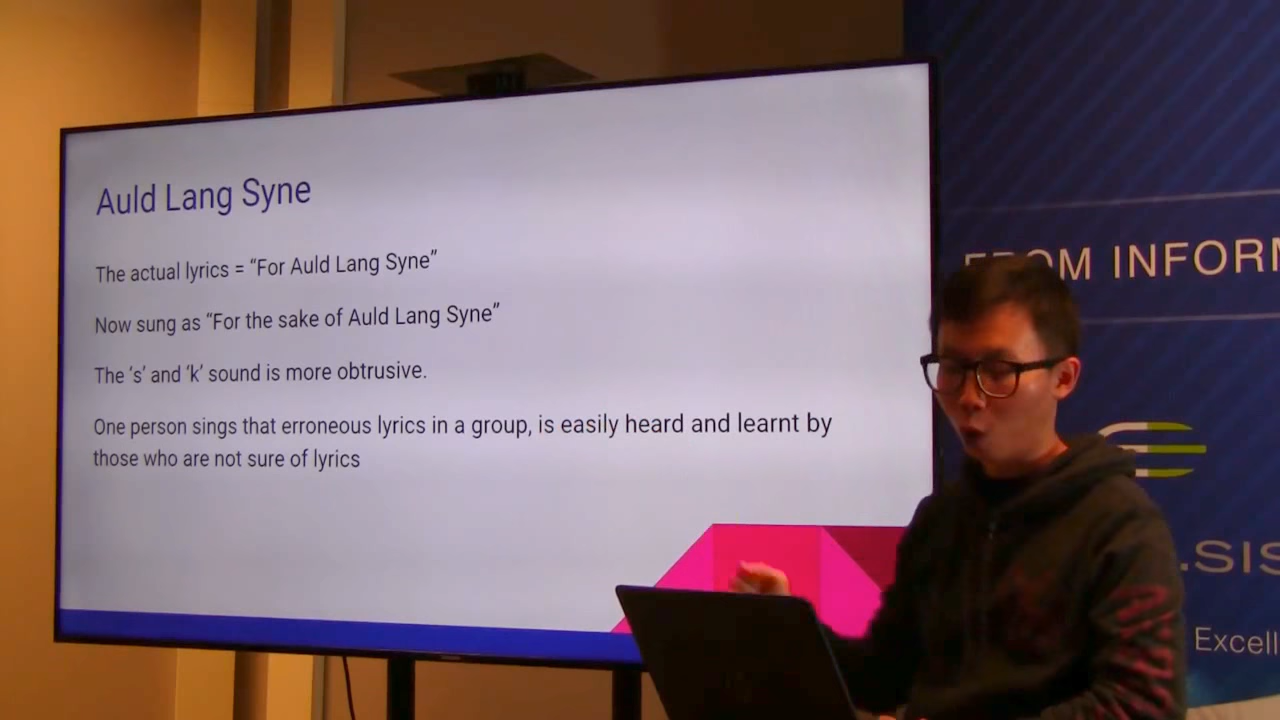 Auld Lang Syne
The actual lyrics = “For Auld Lang Syne”
Now sung as “For the sake of Auld Lang Syne”
The ‘s’ and ‘k’ sound is more obtrusive.
One person sings that erroneous lyrics in a group, is easily heard and learnt by
those who are not sure of lyrics
FROM INFORM
.SIS
Excell